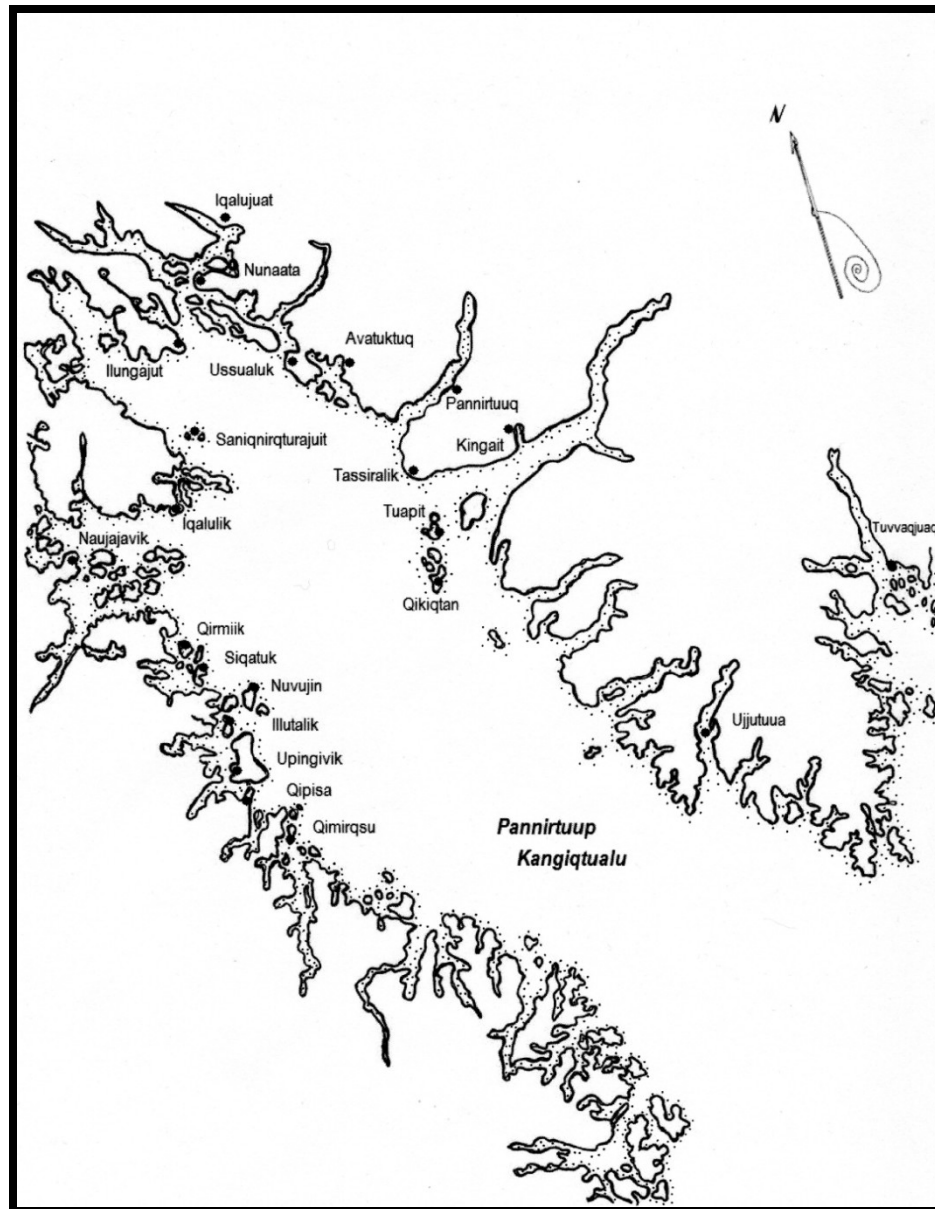 N
Iqalujuat
Nunaata
Avatuktuq
Ilungajut
Ussualuk
Pannirtuuq
Saniqnirqturajuit
Kingait
Tassiralik
Iqalulik
Tuapit
Tuvvaqjuaq
Naujajavik
Qikiqtan
Qirmiik
Siqatuk
Nuvujin
Illutalik
Ujjutuua
Upingivik
Qipisa
Qimirqsu
Pannirtuup
Kangiqtualu